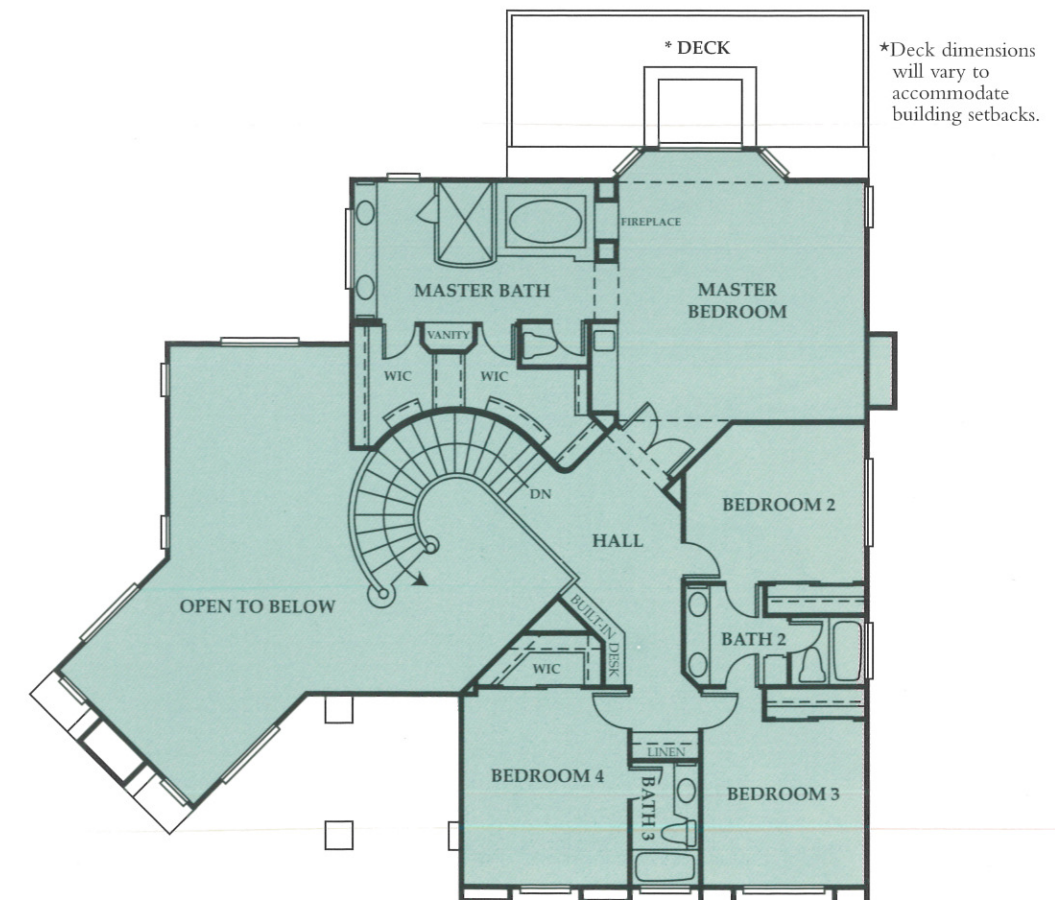 * DECK
*Deck dimensions
will vary to
accommodate
building setbacks.
FIREPLACE
MASTER BATH
MASTER
BEDROOM
VANITY
WIC
WIC
DN
BEDROOM 2
HALL
OPEN TO BELOW
BUILT-IN DESK
BATH 2
WIC
LINEN
BEDROOM 4
BATH 3
BEDROOM 3